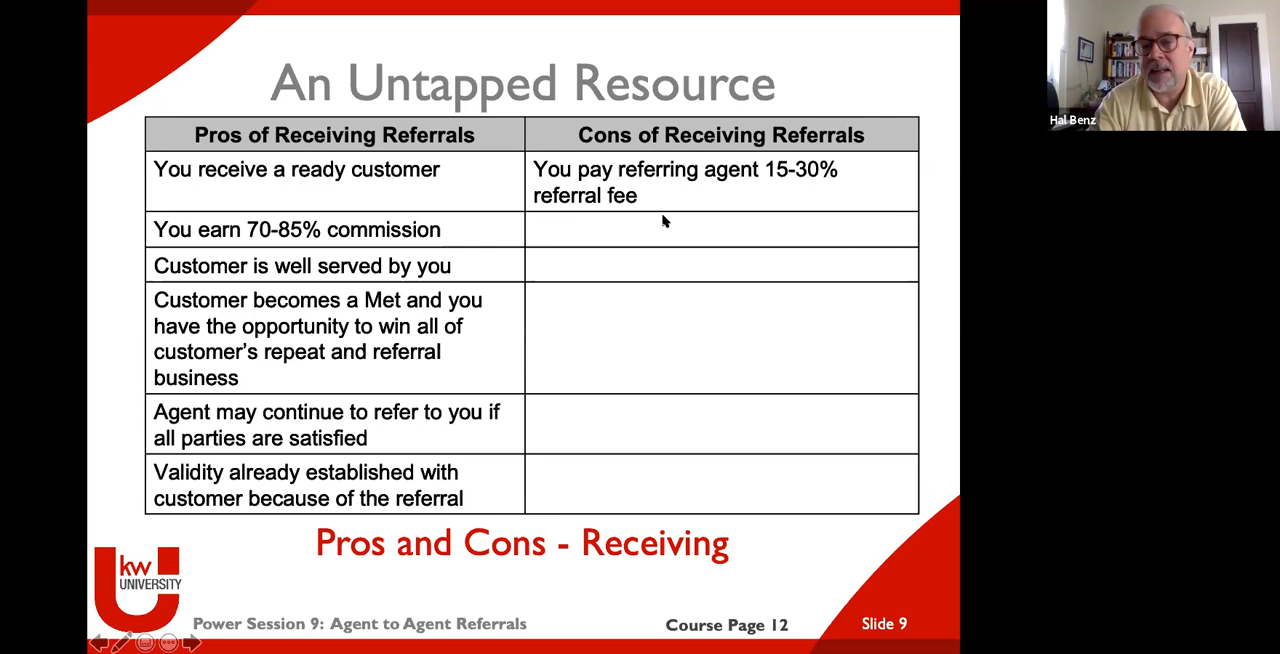 An Untapped Resource
Pros of Receiving Referrals
Cons of Receiving Referrals
You receive a ready customer
You pay referring agent 15-30%
referral fee
You earn 70-85% commission
Customer is well served by you
Customer becomes a Met and you
have the opportunity to win all of
customer's repeat and referral
business
Agent may continue to refer to you if
all parties are satisfied
Validity already established with
customer because of the referral
Pros and Cons - Receiving
kw
UNIVERSITY
Power Session 9: Agent to Agent Referrals
Course Page 12
Slide 9
Hal Benz